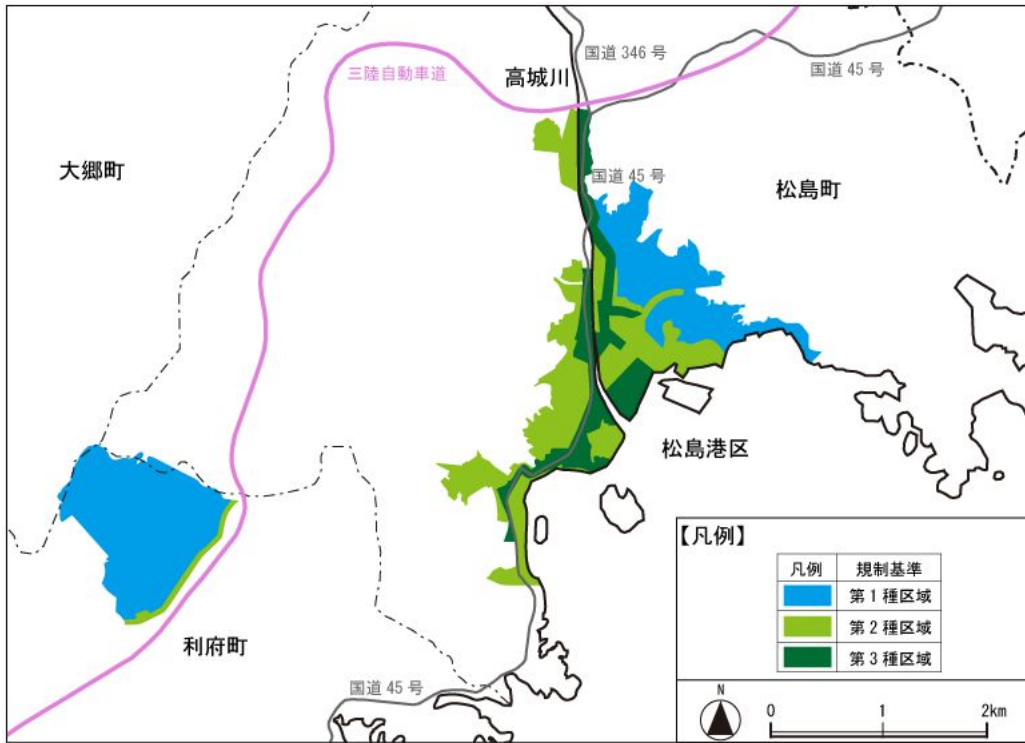 国道 346 号
高城川
国道 45 号
三陸自動車道
大郷町
国道 45 号
松島町
松島港区
利府町
国道 45 号
【凡例】
凡例 規制基準
第 1 種区域
第 2 種区域
第 3 種区域
N
0 1 2km